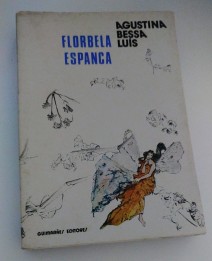 AGUSTINA
BESSA
LUÍS
FLORBELA
ESPANCA
GUIMARÃES EDITORES